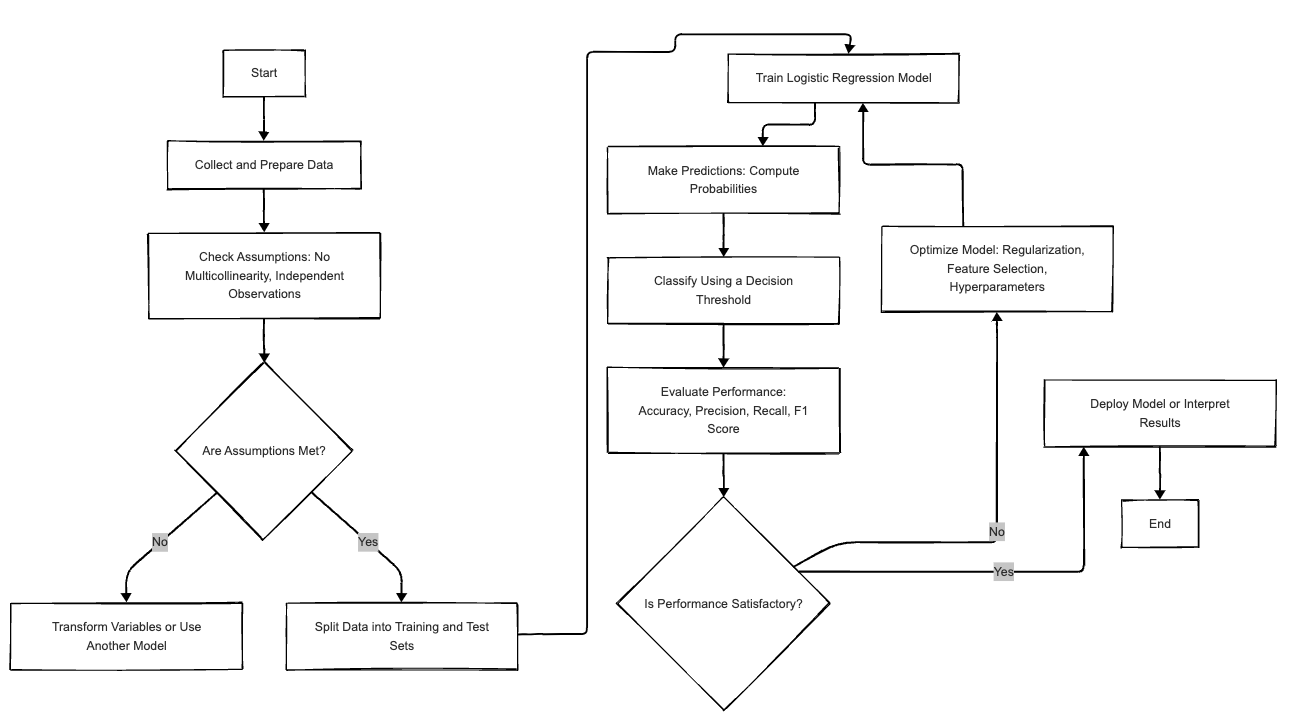 Start
Collect and Prepare Data
Check Assumptions: No
Multicollinearity, Independent
Observations
Are Assumptions Met?
No
Yes
Transform Variables or Use
Another Model
Split Data into Training and Test
Sets
Train Logistic Regression Model
Make Predictions: Compute
Probabilities
Classify Using a Decision
Threshold
Evaluate Performance:
Accuracy, Precision, Recall, F1
Score
Is Performance Satisfactory?
No
Yes
Optimize Model: Regularization,
Feature Selection,
Hyperparameters
Deploy Model or Interpret
Results
End